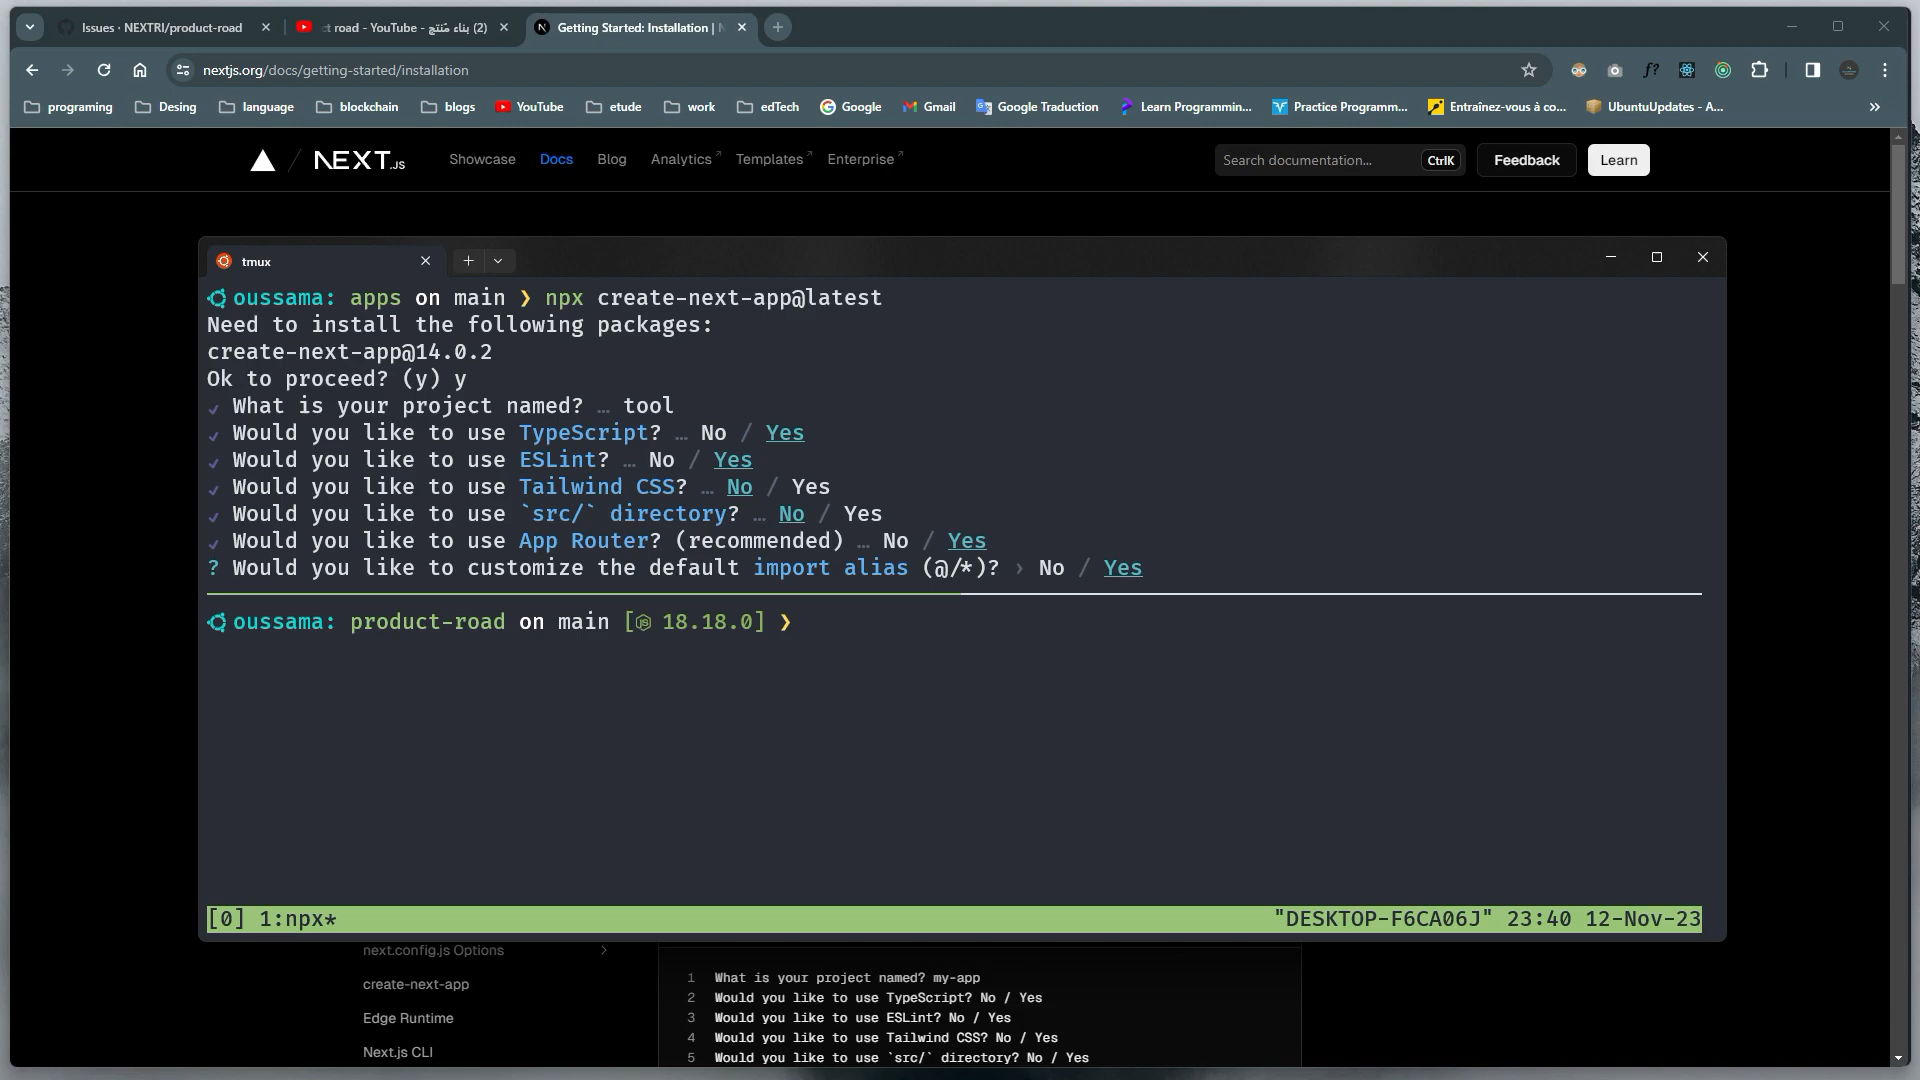 Issues · NEXTRI/product-road
ct road - YouTube - بناء مُنتج (2)
Getting Started: Installation |
nextjs.org/docs/getting-started/installation
programing
Desing
language
blockchain
blogs
YouTube
etude
work
edTech
Google
Gmail
Google Traduction
Learn Programmin...
Practice Programm...
Entraînez-vous à co...
UbuntuUpdates - A...
NEXT.JS
Showcase
Docs
Blog
Analytics
Templates
Enterprise
Search documentation...
CtrlK
Feedback
Learn
tmux
oussama: apps on main ❯ npx create-next-app@latest
Need to install the following packages:
create-next-app@14.0.2
Ok to proceed? (y) y
✔ What is your project named? … tool
✔ Would you like to use TypeScript? … No / Yes
✔ Would you like to use ESLint? … No / Yes
✔ Would you like to use Tailwind CSS? … No / Yes
✔ Would you like to use `src/` directory? … No / Yes
✔ Would you like to use App Router? (recommended) … No / Yes
? Would you like to customize the default import alias (@/*)? › No / Yes
oussama: product-road on main [ 18.18.0] ❯
[0] 1:npx* "DESKTOP-F6CA06J" 23:40 12-Nov-23
next.config.js Options
create-next-app
Edge Runtime
Next.js CLI
1 What is your project named? my-app
2 Would you like to use TypeScript? No / Yes
3 Would you like to use ESLint? No / Yes
4 Would you like to use Tailwind CSS? No / Yes
5 Would you like to use `src/` directory? No / Yes